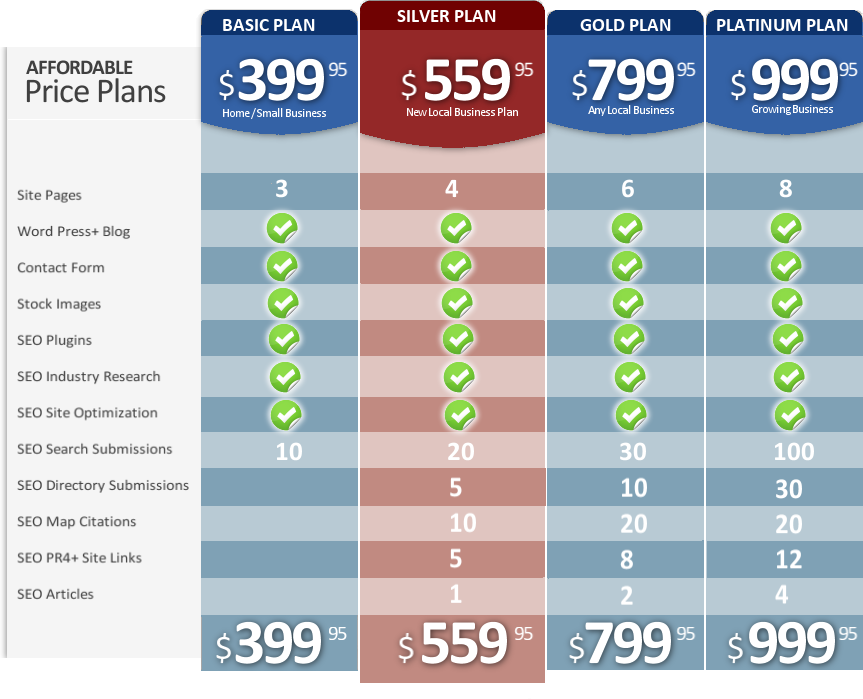 BASIC PLAN SILVER PLAN GOLD PLAN PLATINUM PLAN
AFFORDABLE
Price Plans
$399 95 $559 95 $799 95 $999 95
Home/Small Business New Local Business Plan Any Local Business Growing Business
Site Pages 3 4 6 8
Word Press+ Blog
Contact Form
Stock Images
SEO Plugins
SEO Industry Research
SEO Site Optimization
SEO Search Submissions 10 20 30 100
SEO Directory Submissions 5 10 30
SEO Map Citations 10 20 20
SEO PR4+ Site Links 5 8 12
SEO Articles 1 2 4
$399 95 $559 95 $799 95 $999 95